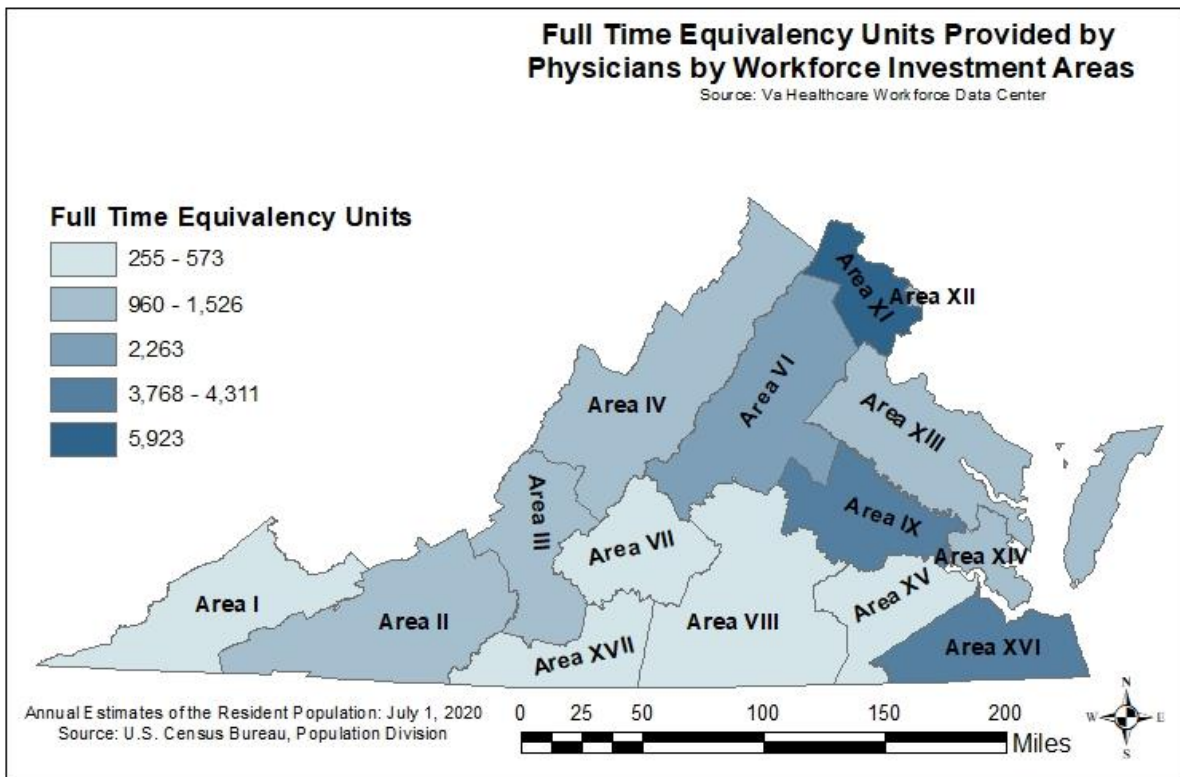 Full Time Equivalency Units Provided by
Physicians by Workforce Investment Areas
Source: Va Healthcare Workforce Data Center
Full Time Equivalency Units
255 - 573
960 - 1,526
2,263
3,768 - 4,311
5,923
Area XI
Area XII
Area VI
Area IV
Area XIII
Area III
Area IX
Area VII
Area XIV
Area I
Area II
Area VIII
Area XV
Area XVII
Area XVI
Annual Estimates of the Resident Population: July 1, 2020
Source: U.S. Census Bureau, Population Division
0 25 50 100 150 200
Miles
N
W E
S